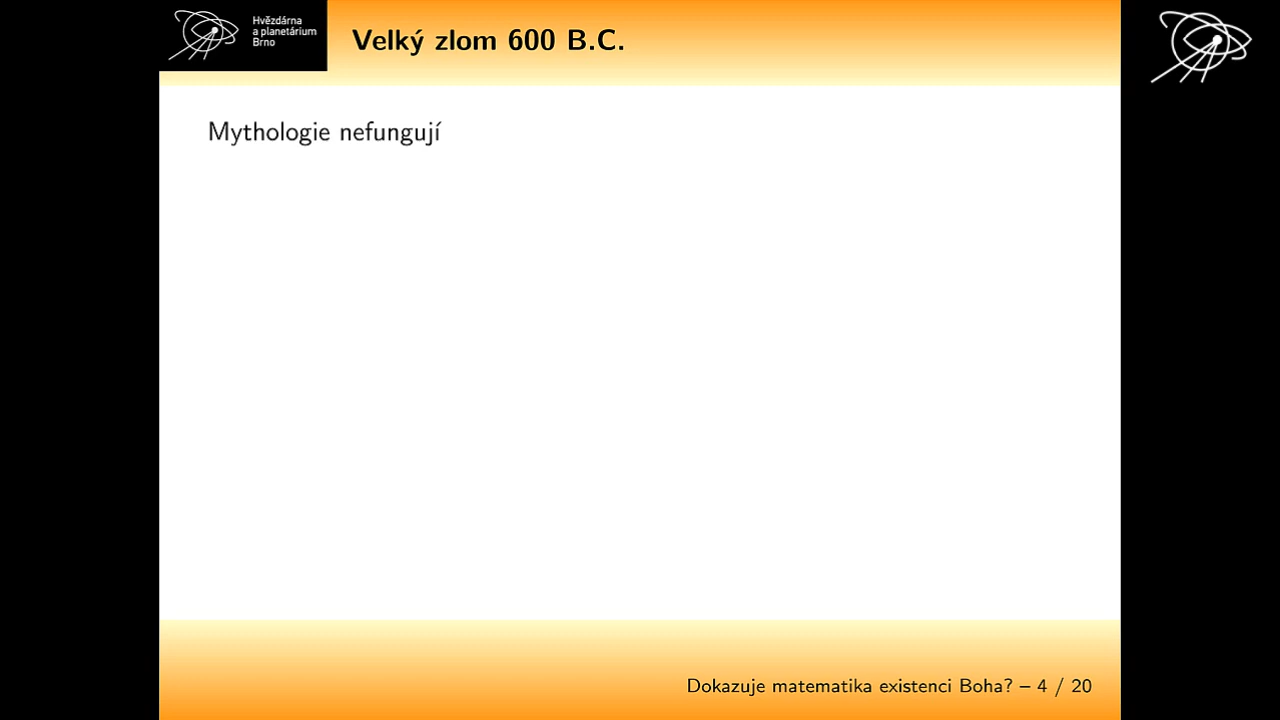 Hvězdárna
a planetárium
Brno
Velký zlom 600 B.C.
Mythologie nefungují
Dokazuje matematika existenci Boha? – 4 / 20